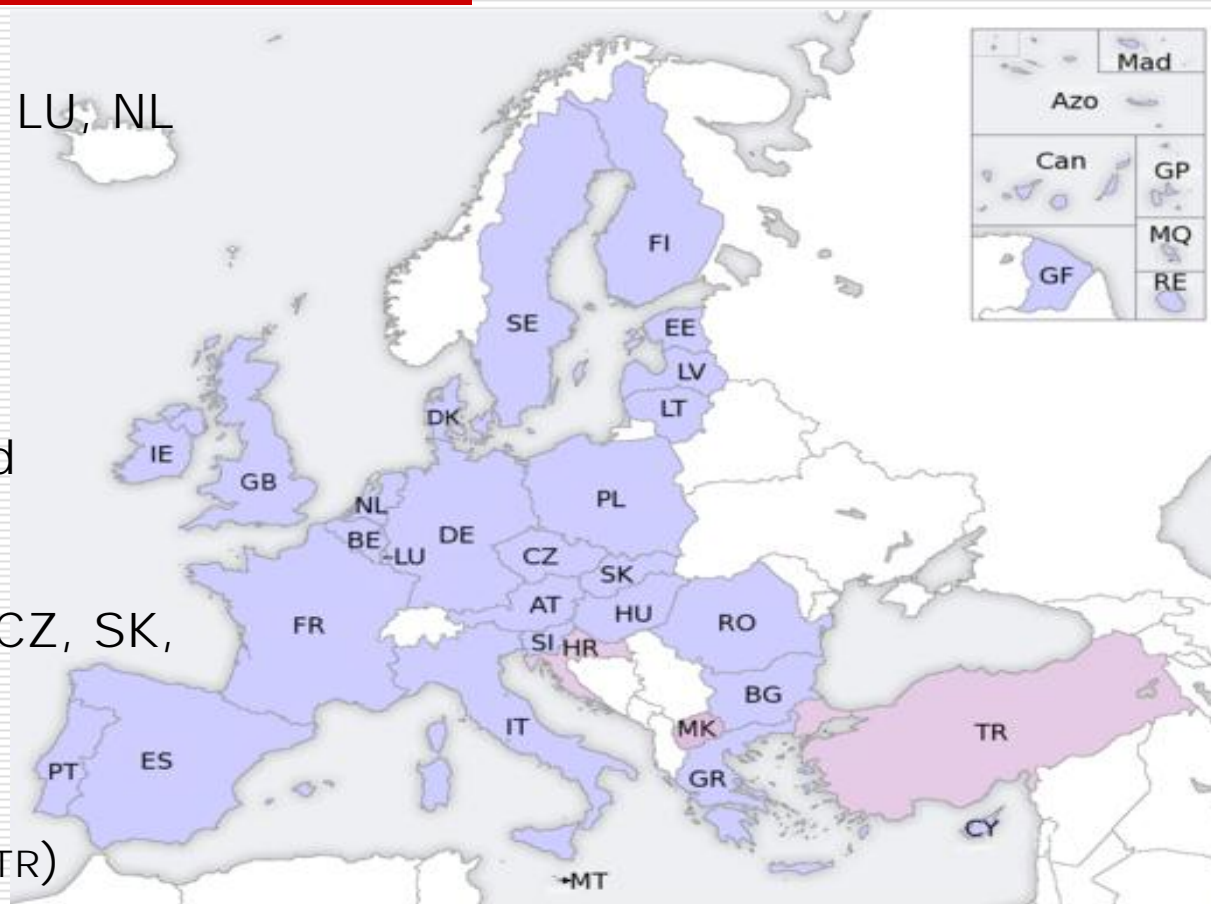 LU, NL
d
CZ, SK,
TR)
Mad
Azo
Can
GP
MQ
GF
RE
FI
SE
EE
LV
LT
DK
IE
GB
NL
PL
BE
DE
LU
CZ
SK
AT
HU
FR
RO
SI
HR
BG
IT
MK
TR
PT
ES
GR
CY
MT